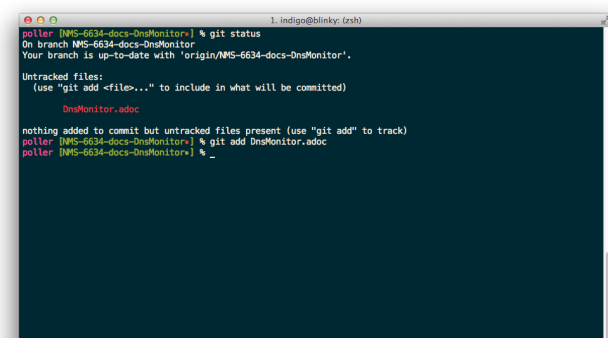 1. indigo@blinky: (zsh)
poller [NMS-6634-docs-DnsMonitor•] % git status
On branch NMS-6634-docs-DnsMonitor
Your branch is up-to-date with 'origin/NMS-6634-docs-DnsMonitor'.
Untracked files:
(use "git add <file>..." to include in what will be committed)
DnsMonitor.adoc
nothing added to commit but untracked files present (use "git add" to track)
poller [NMS-6634-docs-DnsMonitor•] % git add DnsMonitor.adoc
poller [NMS-6634-docs-DnsMonitor•] % _